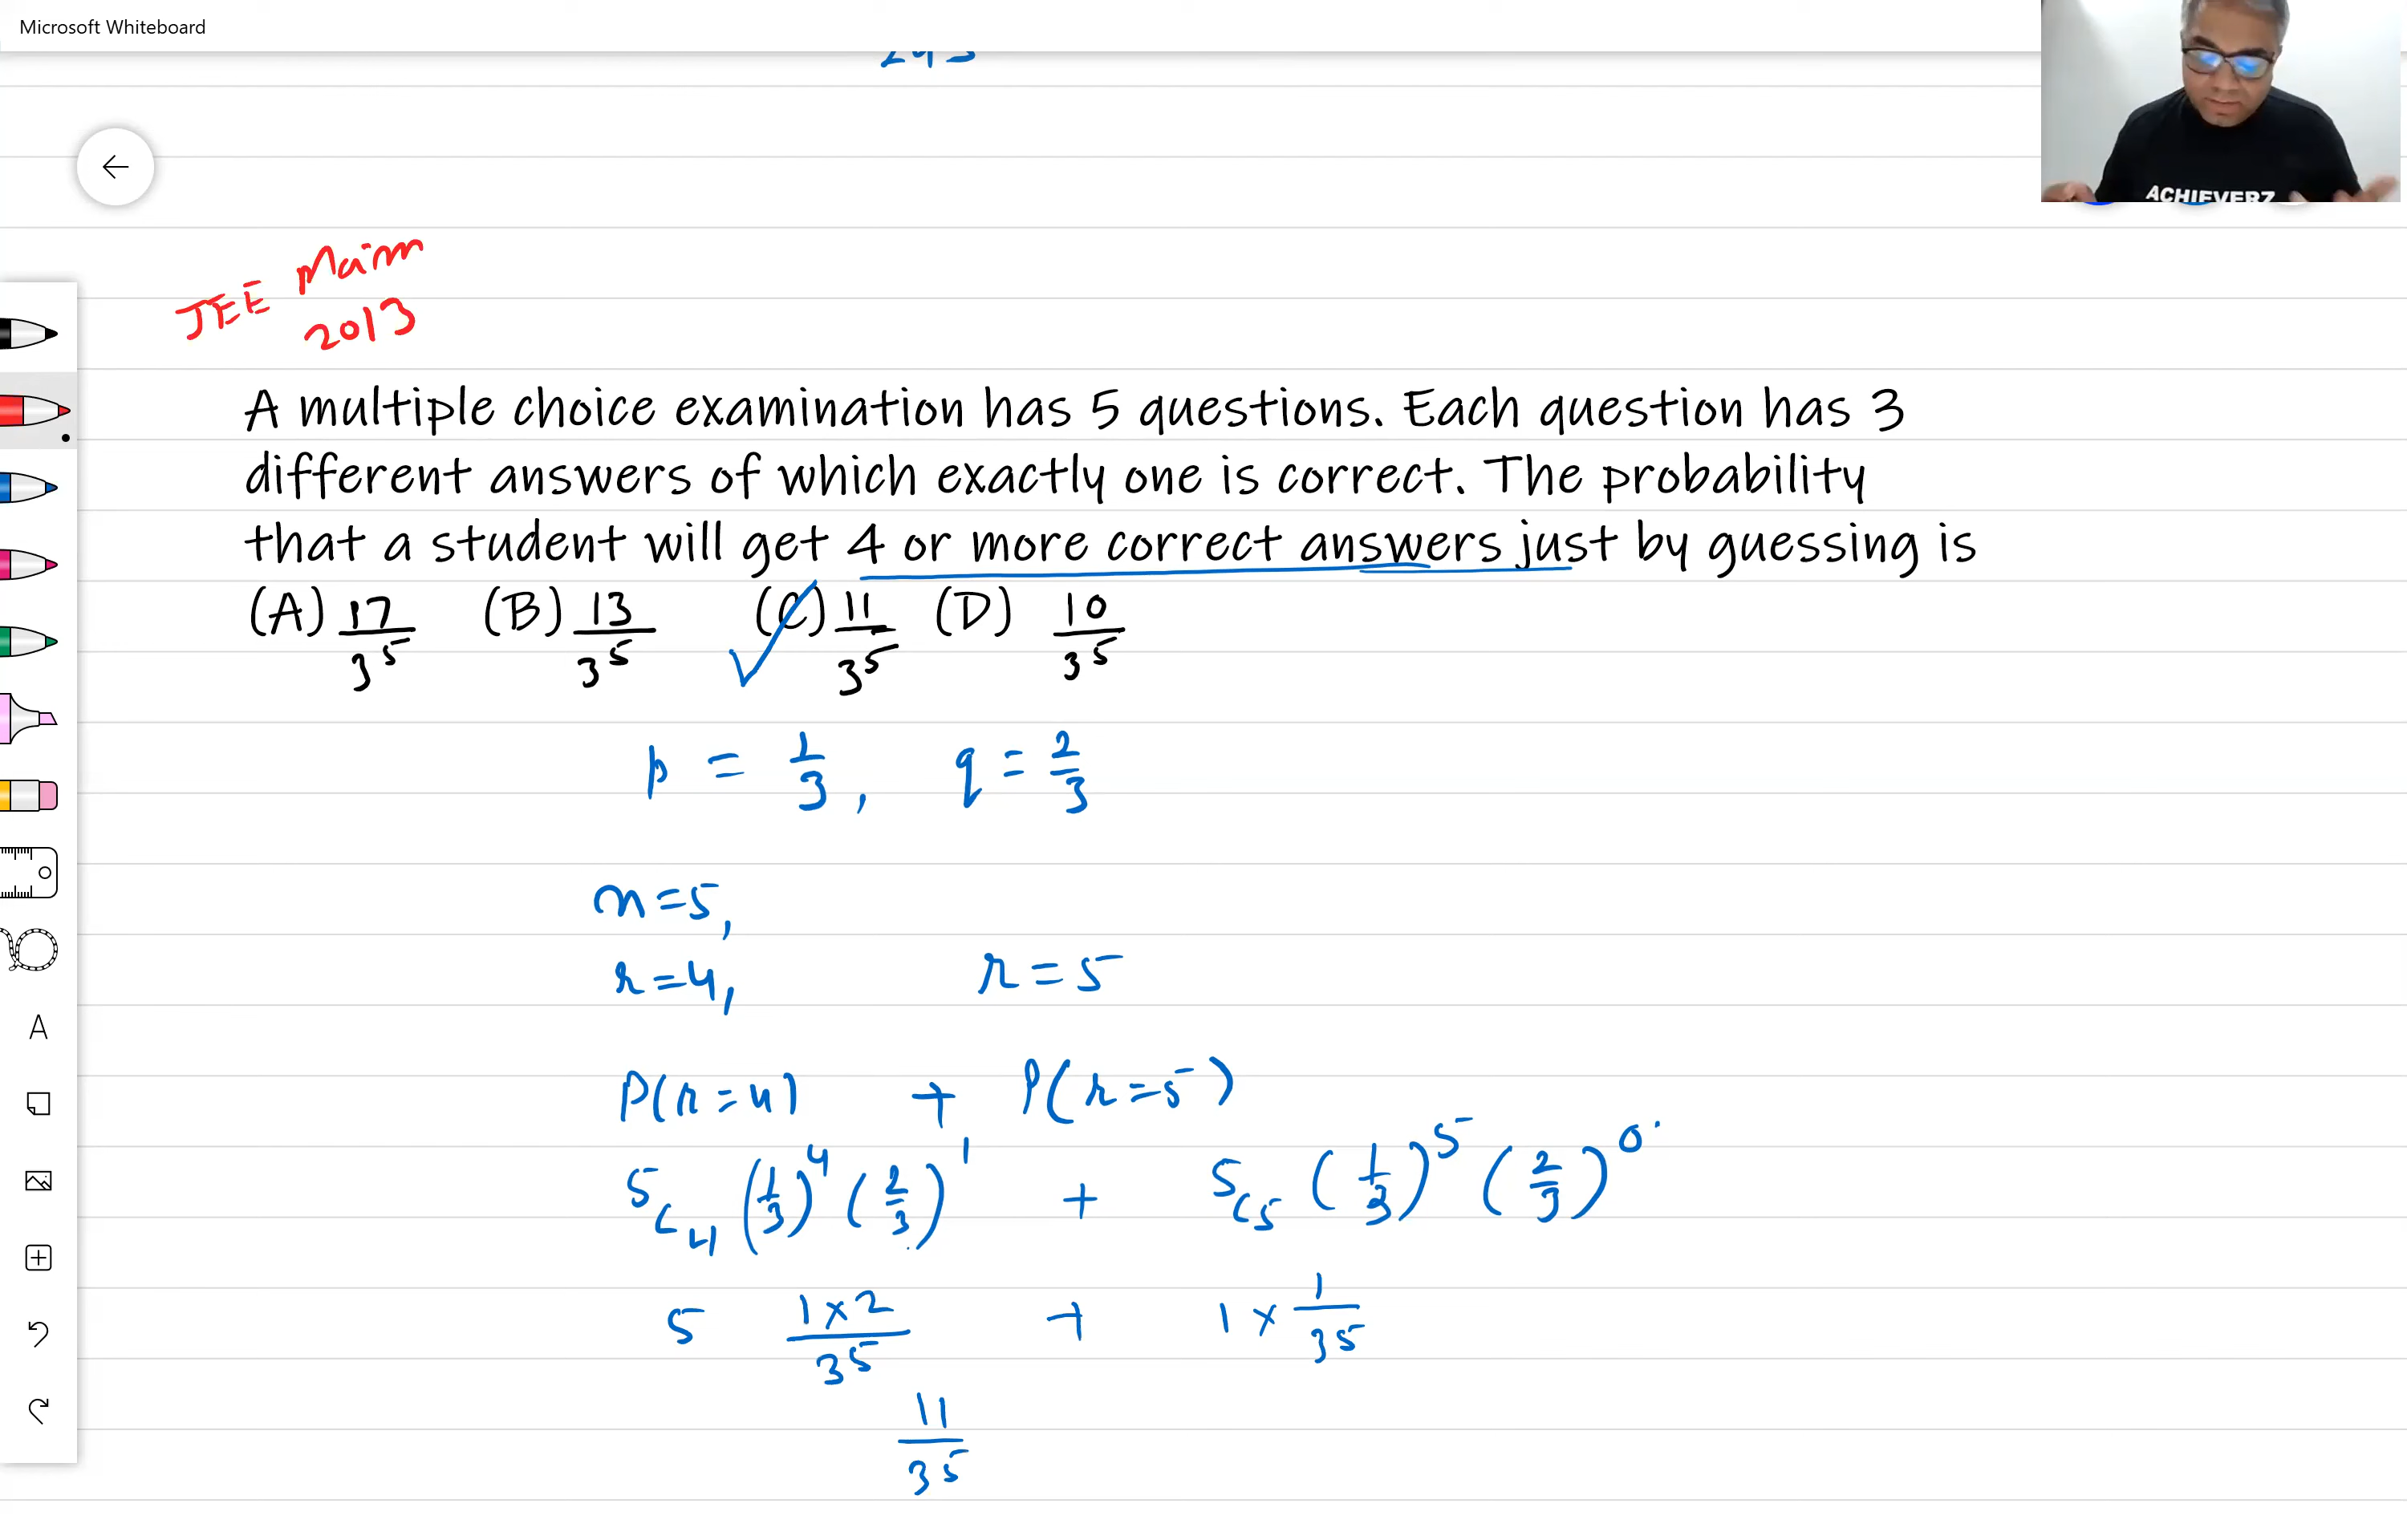 Microsoft Whiteboard
ACHIEVERZ
JEE Main
2013
A multiple choice examination has 5 questions. Each question has 3
different answers of which exactly one is correct. The probability
that a student will get 4 or more correct answers just by guessing is
(A) 17/3^5 (B) 13/3^5 (C) 11/3^5 (D) 10/3^5
p = 1/3, q = 2/3
n=5,
r=4, r=5
P(r=4) + P(r=5)
5C4 (1/3)^4 (2/3)^1 + 5C5 (1/3)^5 (2/3)^0
5 1×2/3^5 + 1 × 1/3^5
11/3^5
A